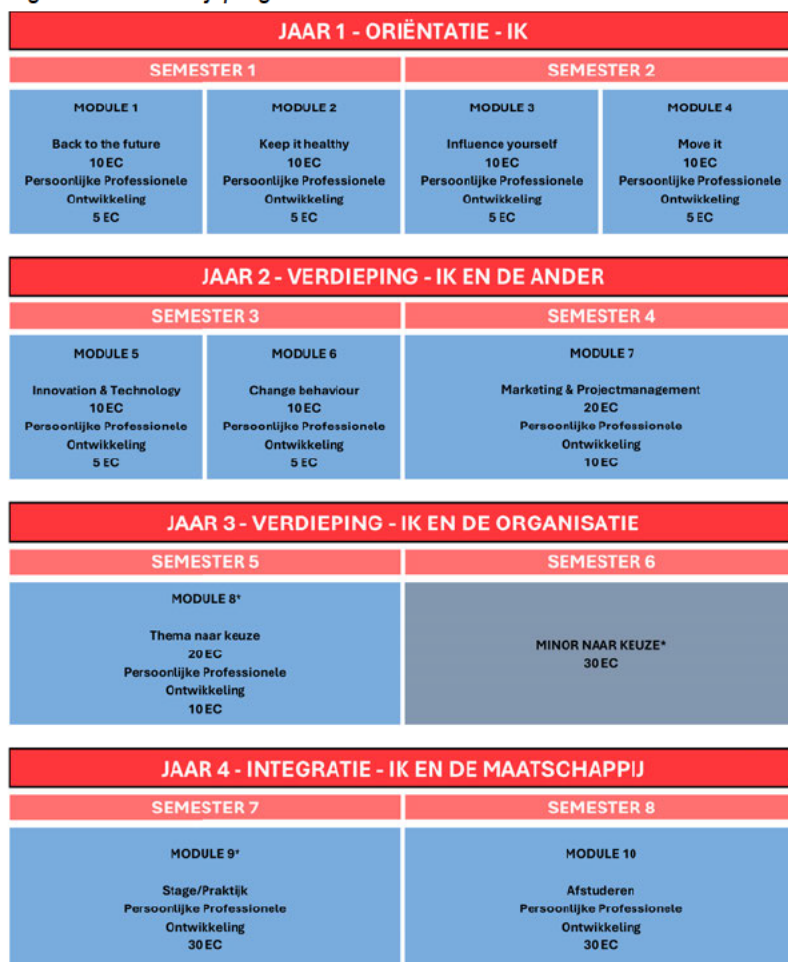 JAAR 1 - ORIËNTATIE - IK
SEMESTER 1
SEMESTER 2
MODULE 1
Back to the future
10 EC
Persoonlijke Professionele
Ontwikkeling
5 EC
MODULE 2
Keep it healthy
10 EC
Persoonlijke Professionele
Ontwikkeling
5 EC
MODULE 3
Influence yourself
10 EC
Persoonlijke Professionele
Ontwikkeling
5 EC
MODULE 4
Move it
10 EC
Persoonlijke Professionele
Ontwikkeling
5 EC
JAAR 2 - VERDIEPING - IK EN DE ANDER
SEMESTER 3
SEMESTER 4
MODULE 5
Innovation & Technology
10 EC
Persoonlijke Professionele
Ontwikkeling
5 EC
MODULE 6
Change behaviour
10 EC
Persoonlijke Professionele
Ontwikkeling
5 EC
MODULE 7
Marketing & Projectmanagement
20 EC
Persoonlijke Professionele
Ontwikkeling
10 EC
JAAR 3 - VERDIEPING - IK EN DE ORGANISATIE
SEMESTER 5
SEMESTER 6
MODULE 8*
Thema naar keuze
20 EC
Persoonlijke Professionele
Ontwikkeling
10 EC
MINOR NAAR KEUZE*
30 EC
JAAR 4 - INTEGRATIE - IK EN DE MAATSCHAPPIJ
SEMESTER 7
SEMESTER 8
MODULE 9*
Stage/Praktijk
Persoonlijke Professionele
Ontwikkeling
30 EC
MODULE 10
Afstuderen
Persoonlijke Professionele
Ontwikkeling
30 EC